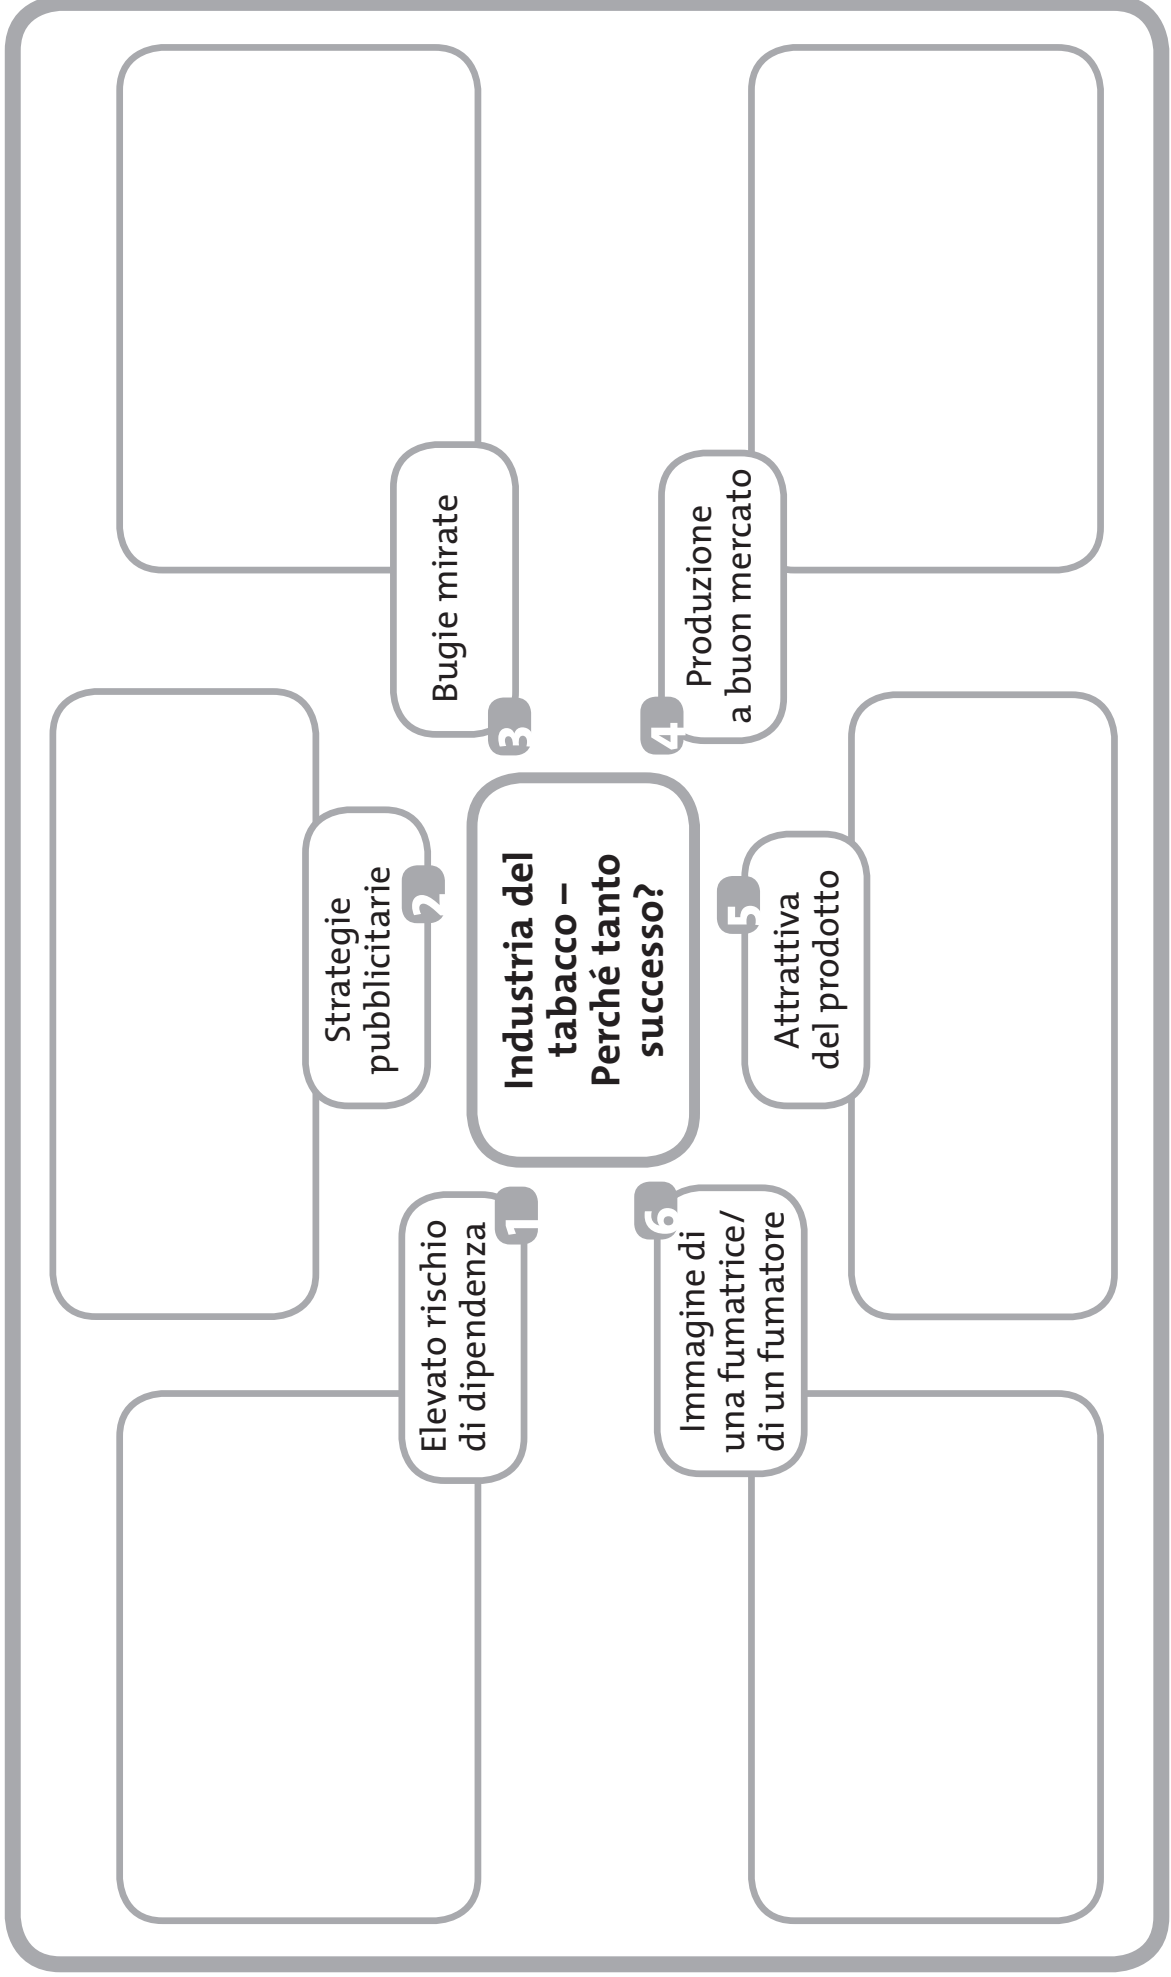 1
Elevato rischio
di dipendenza
2
Strategie
pubblicitarie
3
Bugie mirate
Industria del
tabacco –
Perché tanto
successo?
4
Produzione
a buon mercato
5
Attrattiva
del prodotto
6
Immagine di
una fumatrice/
di un fumatore